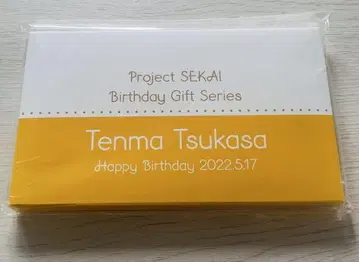 Project SEKAI
Birthday Gift Series
Tenma Tsukasa
Happy Birthday 2022.5.17